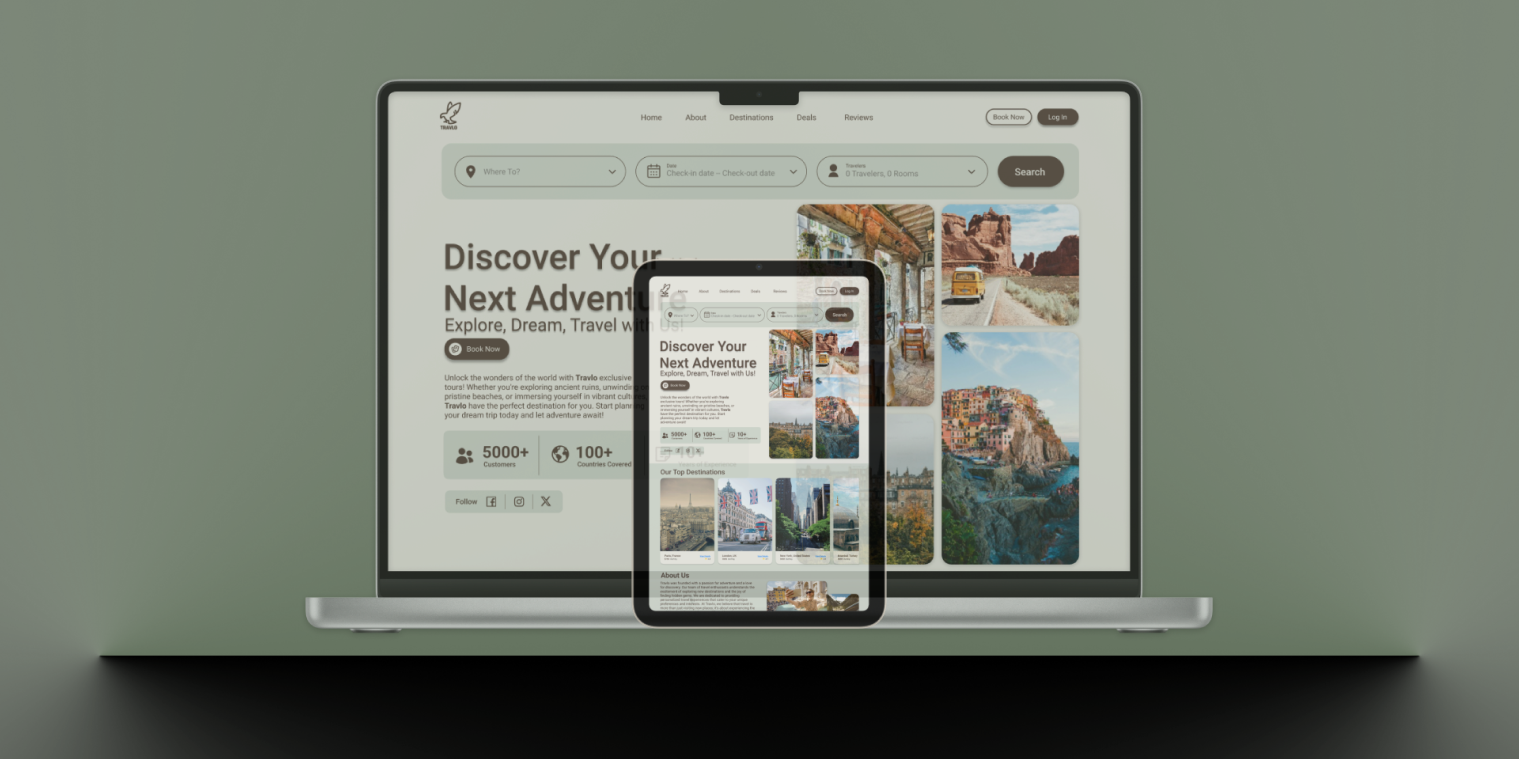 TRAVLO
Home
About
Destinations
Deals
Reviews
Book Now
Log In
Where To?
Date
Check-in date - Check-out date
Travelers
0 Travelers, 0 Rooms
Search
Discover Your
Next Adventure
Explore, Dream, Travel with Us!
Book Now
Unlock the wonders of the world with Travlo exclusive
tours! Whether you're exploring ancient ruins, unwinding
pristine beaches, or immersing yourself in vibrant cultures,
Travlo have the perfect destination for you. Start planning
your dream trip today and let adventure await!
5000+
Customers
100+
Countries Covered
10+
Follow
Home
About
Destinations
Deals
Reviews
Book Now
Log In
Search
Discover Your
Next Adventure
Explore, Dream, Travel with Us!
Book Now
5000+
100+
10+
Our Top Destinations
About Us